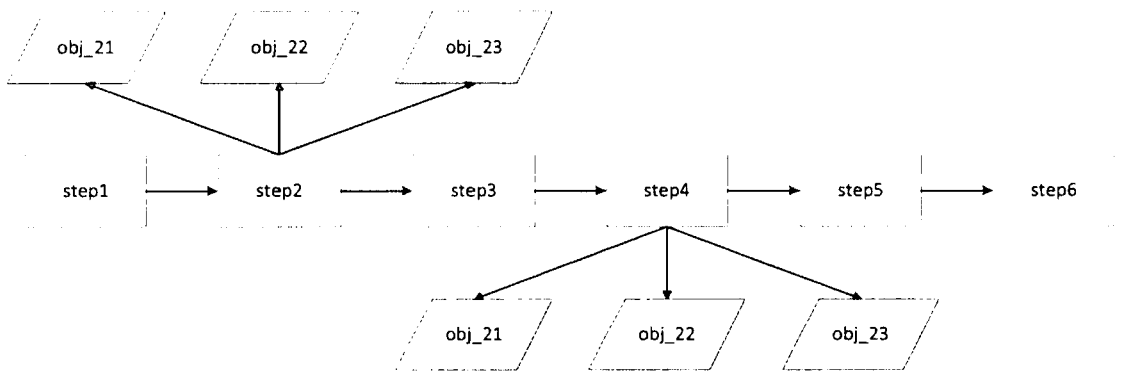 obj_21
obj_22
obj_23
step1
step2
step3
step4
step5
step6
obj_21
obj_22
obj_23